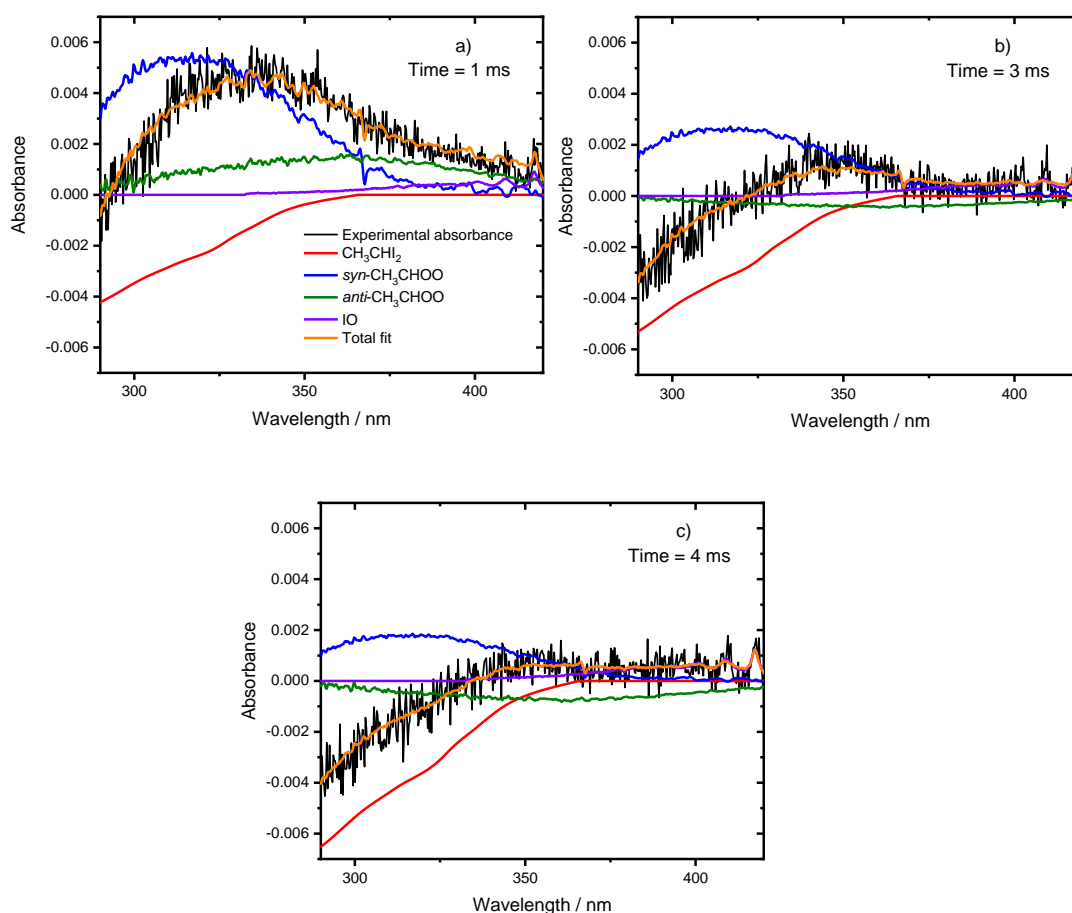 a)
Time = 1 ms
0.006
0.004
0.002
0.000
-0.002
-0.004
-0.006
Absorbance
Experimental absorbance
CH₃CHI₂
syn-CH₃CHOO
anti-CH₃CHOO
IO
Total fit
300
350
400
Wavelength / nm
b)
Time = 3 ms
0.006
0.004
0.002
0.000
-0.002
-0.004
-0.006
Absorbance
300
350
400
Wavelength / nm
c)
Time = 4 ms
0.006
0.004
0.002
0.000
-0.002
-0.004
-0.006
Absorbance
300
350
400
Wavelength / nm